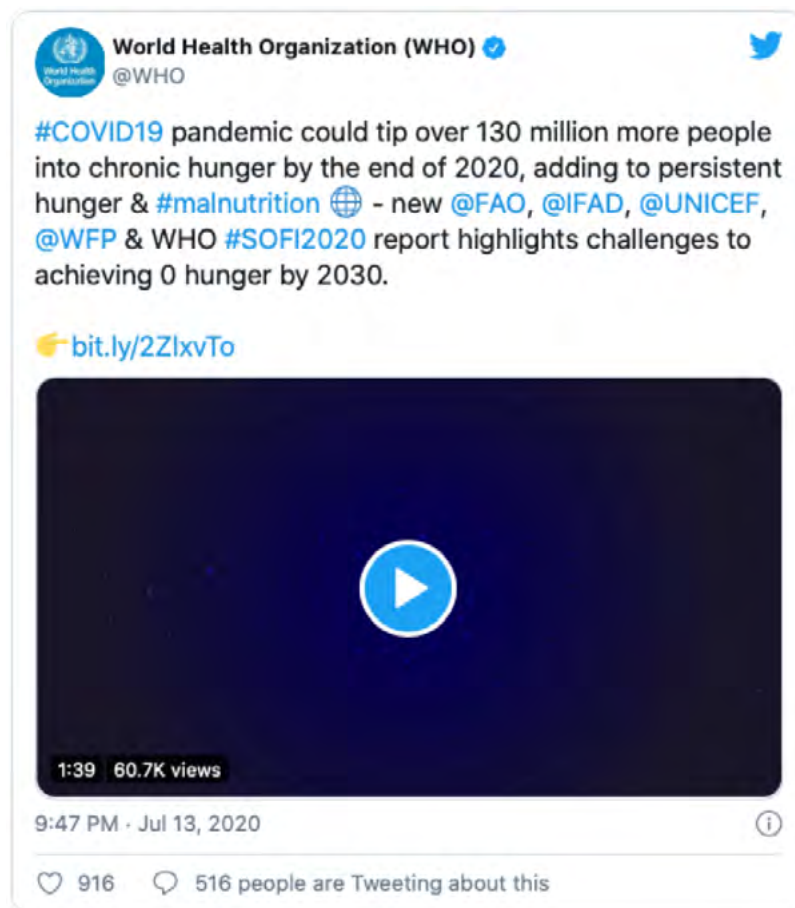 World Health Organization (WHO)
@WHO
World Health
Organization
#COVID19 pandemic could tip over 130 million more people
into chronic hunger by the end of 2020, adding to persistent
hunger & #malnutrition 🌐 - new @FAO, @IFAD, @UNICEF,
@WFP & WHO #SOFI2020 report highlights challenges to
achieving 0 hunger by 2030.
👉bit.ly/2ZlxvTo
1:39 60.7K views
9:47 PM · Jul 13, 2020
916 516 people are Tweeting about this